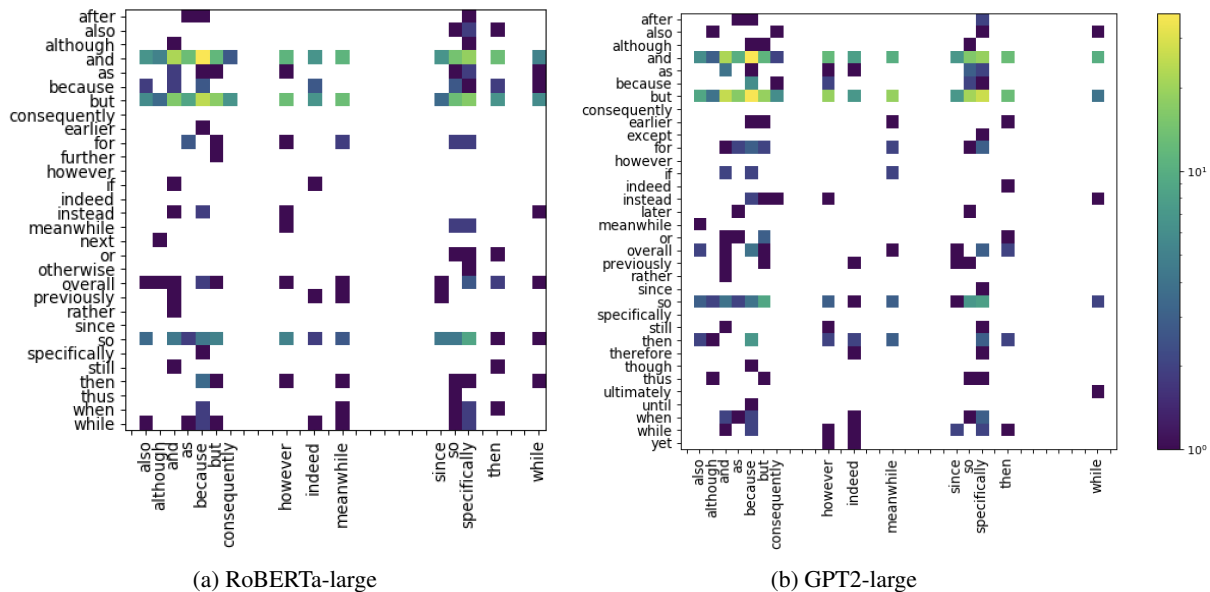 after
also
although
and
as
because
but
consequently
earlier
for
further
however
if
indeed
instead
meanwhile
next
or
otherwise
overall
previously
rather
since
so
specifically
still
then
thus
when
while
also
although
and
as
because
but
consequently
however
indeed
meanwhile
since
so
specifically
then
while
(a) RoBERTa-large
after
also
although
and
as
because
but
consequently
earlier
except
for
however
if
indeed
instead
later
meanwhile
or
overall
previously
rather
since
so
specifically
still
then
therefore
though
thus
ultimately
until
when
while
yet
also
although
and
as
because
but
consequently
however
indeed
meanwhile
since
so
specifically
then
while
(b) GPT2-large
10¹
10⁰